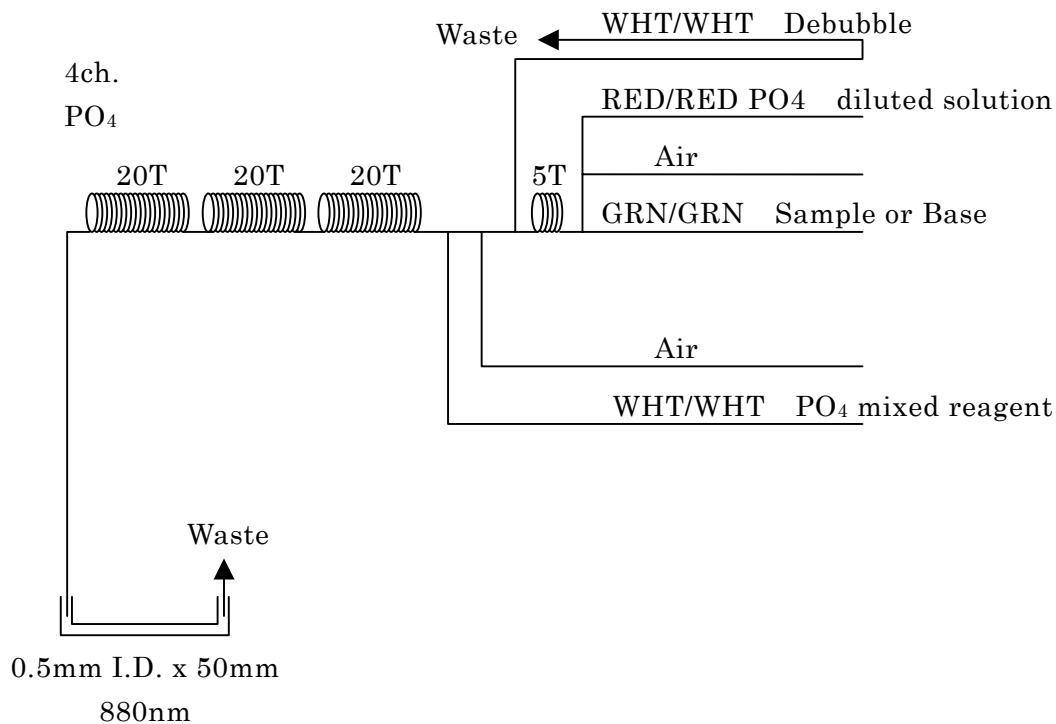 WHT/WHT Debubble
Waste
4ch.
PO₄
RED/RED PO4 diluted solution
Air
20T 20T 20T 5T
GRN/GRN Sample or Base
Air
WHT/WHT PO₄ mixed reagent
Waste
0.5mm I.D. x 50mm
880nm